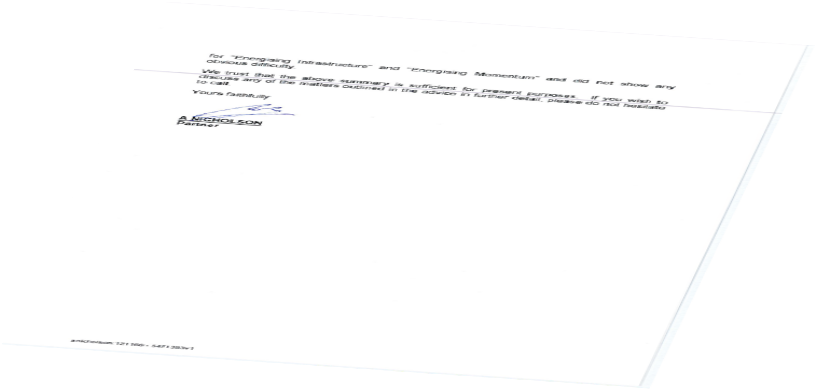 for "Energising Infrastructure" and "Energising Momentum" and did not show any
obvious difficulty.
We trust that the above summary is sufficient for present purposes. If you wish to
discuss any of the matters outlined in the advice in further detail, please do not hesitate
to call.
Yours faithfully
A NICHOLSON
Partner